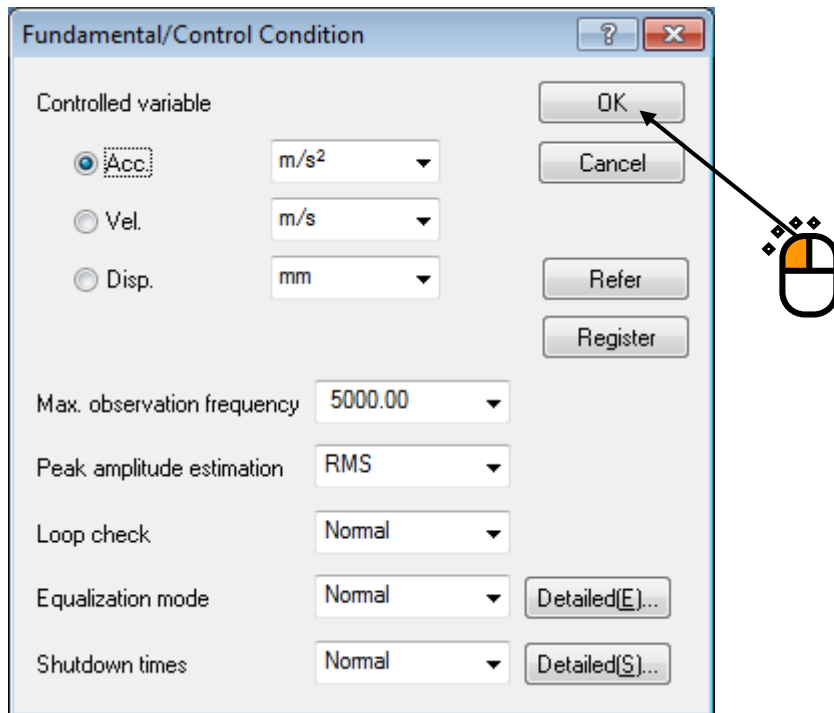 Fundamental/Control Condition
Controlled variable
OK
Acc. m/s²
Cancel
Vel. m/s
Disp. mm
Refer
Register
Max. observation frequency 5000.00
Peak amplitude estimation RMS
Loop check Normal
Equalization mode Normal Detailed(E)...
Shutdown times Normal Detailed(S)...